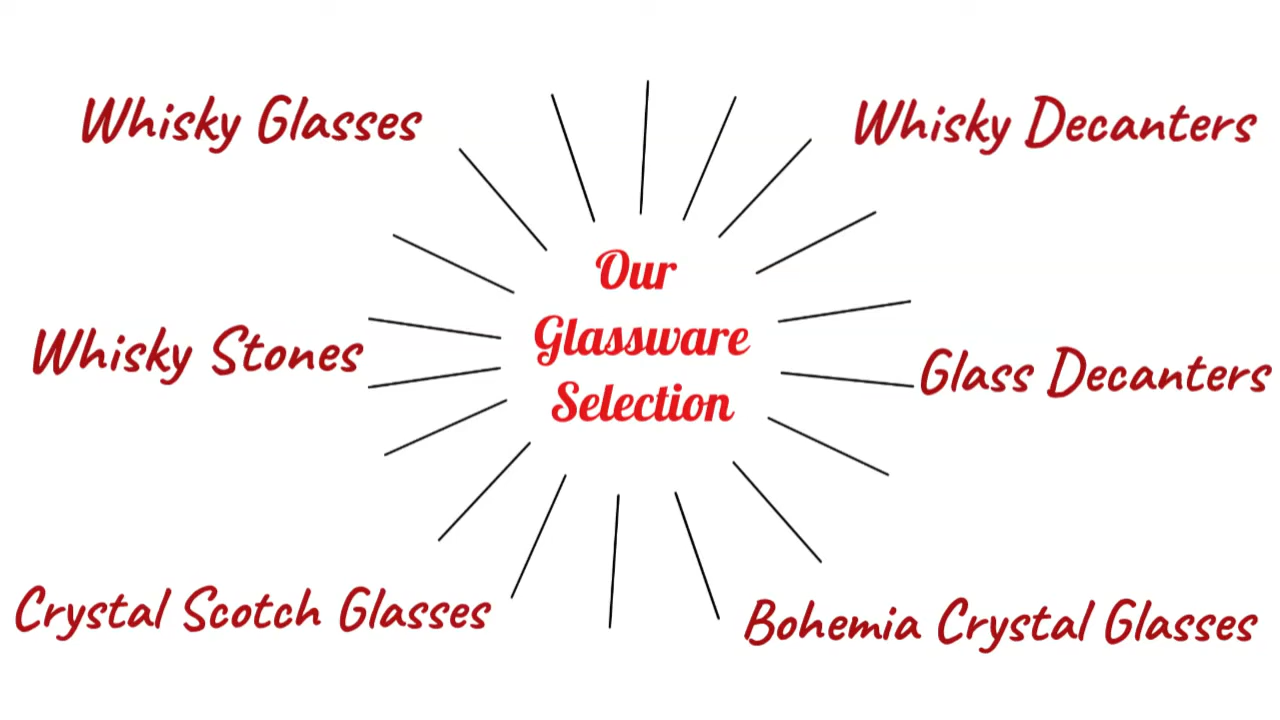 Whisky Glasses
Whisky Decanters
Our
Glassware
Selection
Whisky Stones
Glass Decanters
Crystal Scotch Glasses
Bohemia Crystal Glasses